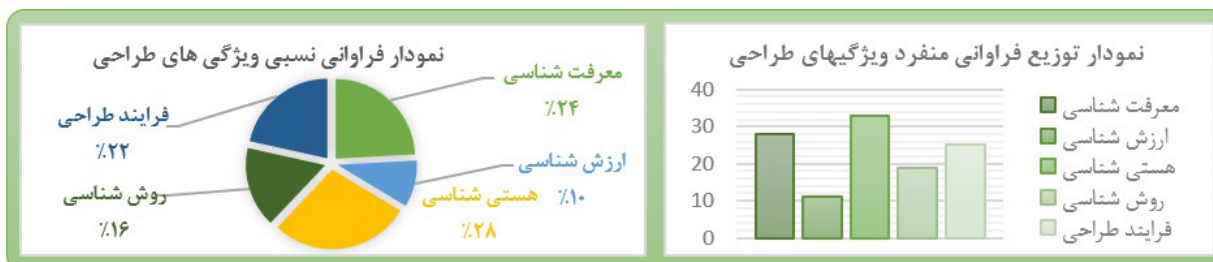 نمودار توزیع فراوانی منفرد ویژگیهای طراحی
40
30
20
10
0
معرفت شناسی
ارزش شناسی
هستی شناسی
روش شناسی
فرایند طراحی
نمودار فراوانی نسبی ویژگی های طراحی
معرفت شناسی
٪۲۴
ارزش شناسی
٪۱۰
هستی شناسی
٪۲۸
روش شناسی
٪۱۶
فرایند طراحی
٪۲۲